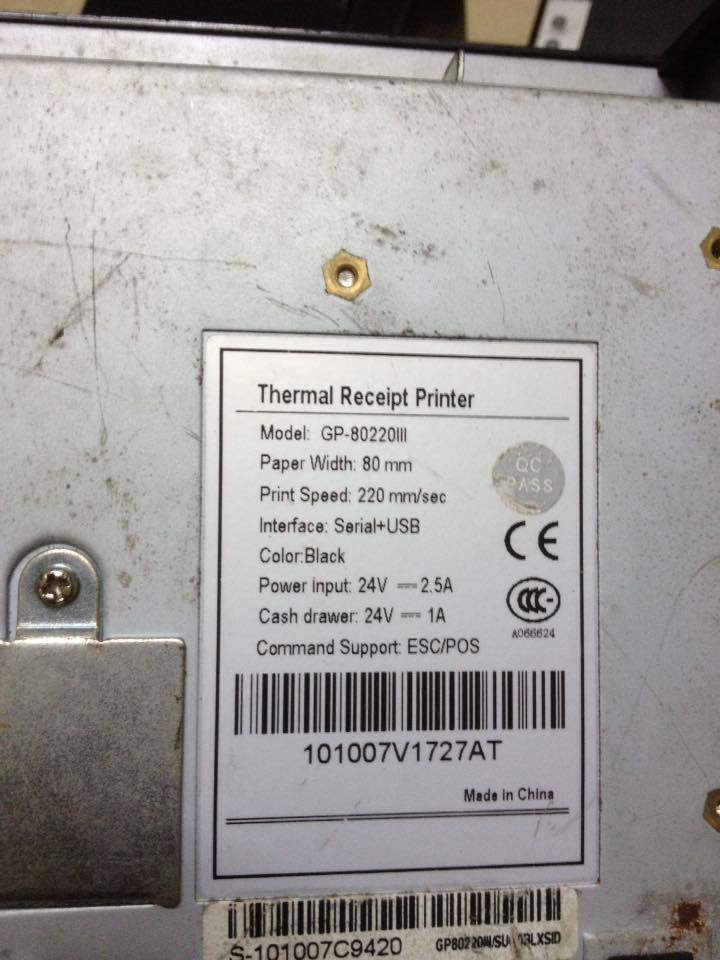 Thermal Receipt Printer
Model: GP-80220III
Paper Width: 80 mm
Print Speed: 220 mm/sec
Interface: Serial+USB
Color:Black
Power input: 24V ⎓ 2.5A
Cash drawer: 24V ⎓ 1A
Command Support: ESC/POS
QC
PASS
CE
CCC
A066624
101007V1727AT
Made in China
S-101007C9420